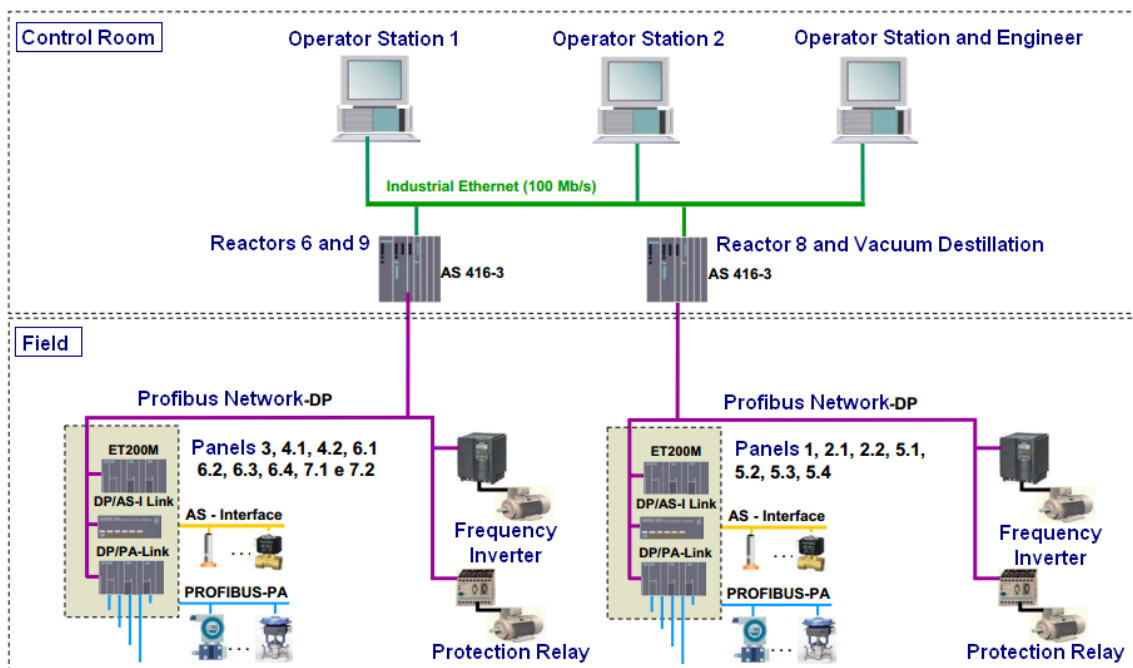 Control Room
Operator Station 1
Operator Station 2
Operator Station and Engineer
Industrial Ethernet (100 Mb/s)
Reactors 6 and 9
AS 416-3
Reactor 8 and Vacuum Destillation
AS 416-3
Field
Profibus Network-DP
ET200M
Panels 3, 4.1, 4.2, 6.1
6.2, 6.3, 6.4, 7.1 e 7.2
DP/AS-I Link
AS - Interface
DP/PA-Link
PROFIBUS-PA
Frequency
Inverter
Protection Relay
Profibus Network-DP
ET200M
Panels 1, 2.1, 2.2, 5.1,
5.2, 5.3, 5.4
DP/AS-I Link
AS - Interface
DP/PA-Link
PROFIBUS-PA
Frequency
Inverter
Protection Relay